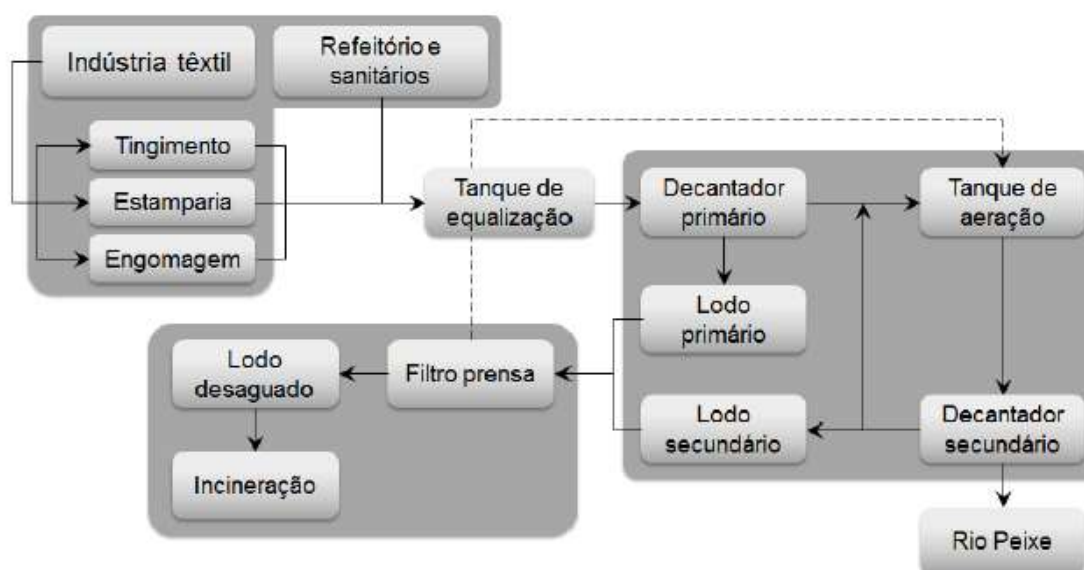 Indústria têxtil
Refeitório e
sanitários
Tingimento
Estamparia
Engomagem
Tanque de
equalização
Decantador
primário
Tanque de
aeração
Lodo
primário
Lodo
desaguado
Filtro prensa
Lodo
secundário
Decantador
secundário
Incineração
Rio Peixe